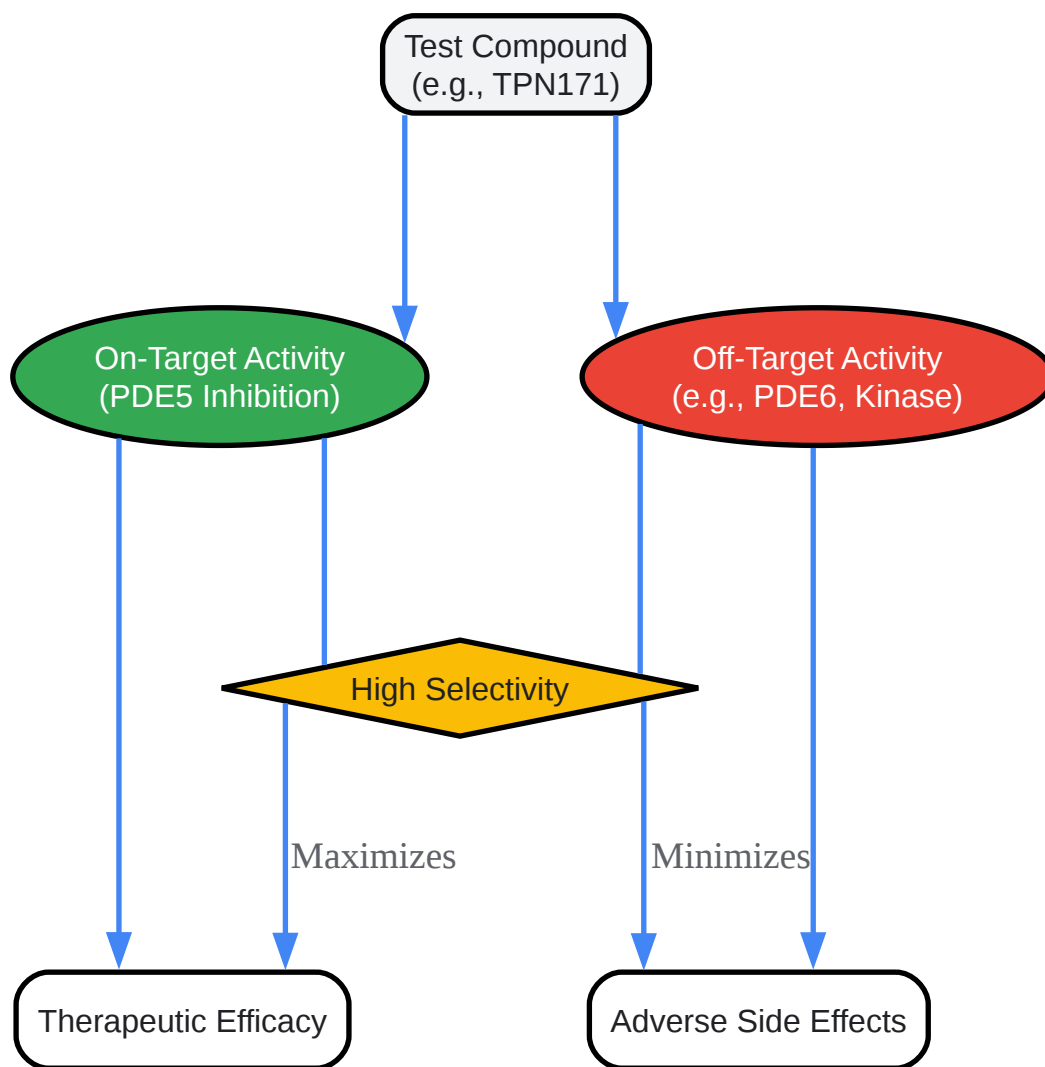 Test Compound
(e.g., TPN171)
On-Target Activity
(PDE5 Inhibition)
Off-Target Activity
(e.g., PDE6, Kinase)
High Selectivity
Maximizes
Minimizes
Therapeutic Efficacy
Adverse Side Effects